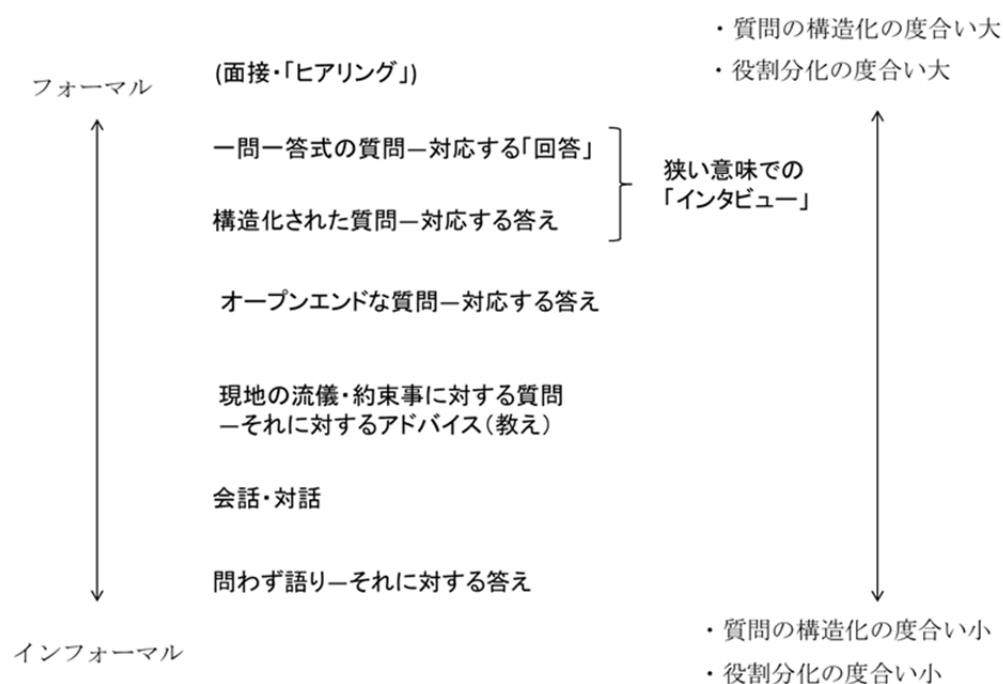 ・質問の構造化の度合い大
・役割分化の度合い大
フォーマル
(面接・「ヒアリング」)
一問一答式の質問―対応する「回答」
構造化された質問―対応する答え
狭い意味での
「インタビュー」
オープンエンドな質問―対応する答え
現地の流儀・約束事に対する質問
―それに対するアドバイス(教え)
会話・対話
問わず語り―それに対する答え
インフォーマル
・質問の構造化の度合い小
・役割分化の度合い小